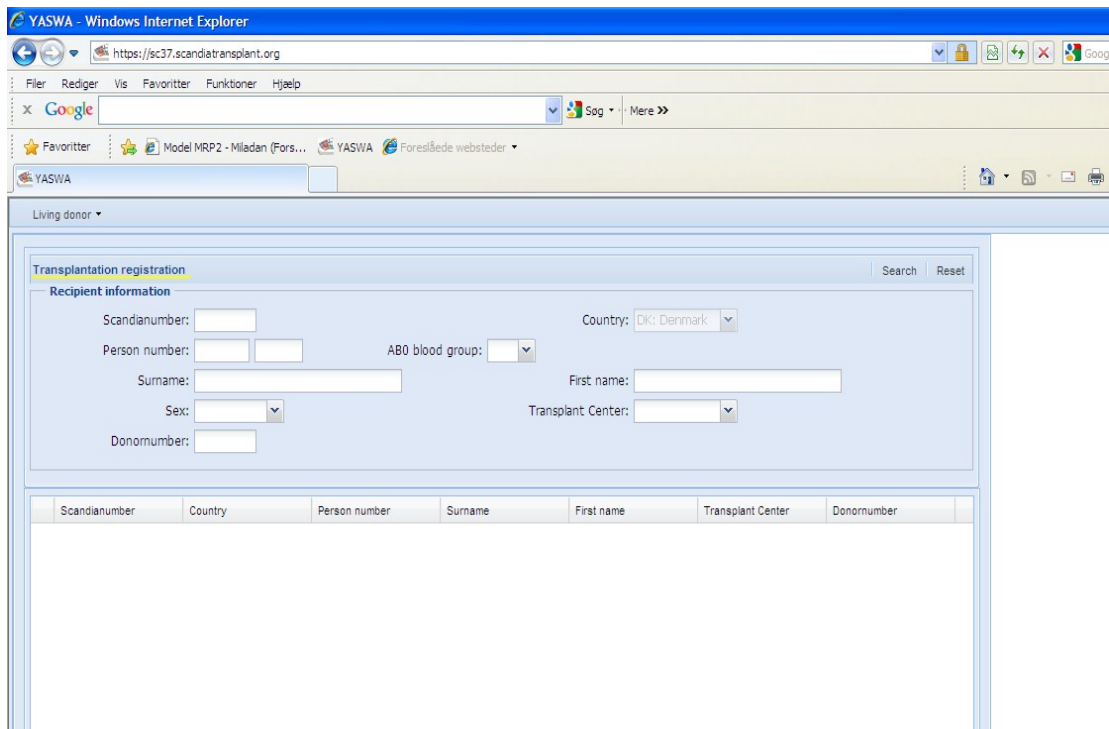 YASWA - Windows Internet Explorer
https://sc37.scandiatransplant.org
Goog
Filer Rediger Vis Favoritter Funktioner Hjælp
x Google Søg Mere >>
Favoritter Model MRP2 - Miladan (Fors... YASWA Foreslåede websteder
YASWA
Living donor
Transplantation registration Search Reset
Recipient information
Scandianumber: Country: DK: Denmark
Person number: AB0 blood group:
Surname: First name:
Sex: Transplant Center:
Donornumber:
Scandianumber Country Person number Surname First name Transplant Center Donornumber